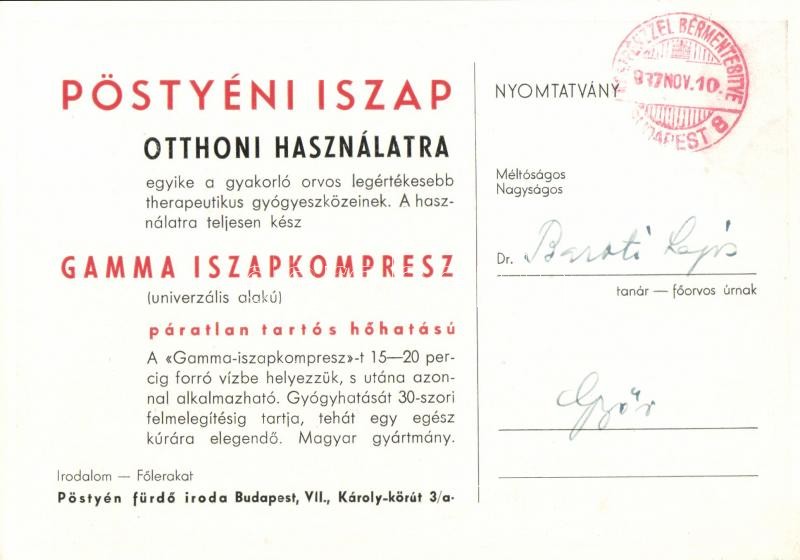 PÖSTYÉNI ISZAP
OTTHONI HASZNÁLATRA
egyike a gyakorló orvos legértékesebb
therapeutikus gyógyeszközeinek. A hasz-
nálatra teljesen kész
GAMMA ISZAPKOMPRESZ
(univerzális alakú)
páratlan tartós hőhatású
A «Gamma-iszapkompresz»-t 15—20 per-
cig forró vízbe helyezzük, s utána azon-
nal alkalmazható. Gyógyhatását 30-szori
felmelegítésig tartja, tehát egy egész
kúrára elegendő. Magyar gyártmány.
Irodalom — Főlerakat
Pöstyén fürdő iroda Budapest, VII., Károly-körút 3/a-
NYOMTATVÁNY
BÉRMENTESITVE
937 NOV. 10.
BUDAPEST 8
Méltóságos
Nagyságos
Dr. Baroti Lajos
tanár — főorvos úrnak
Győr